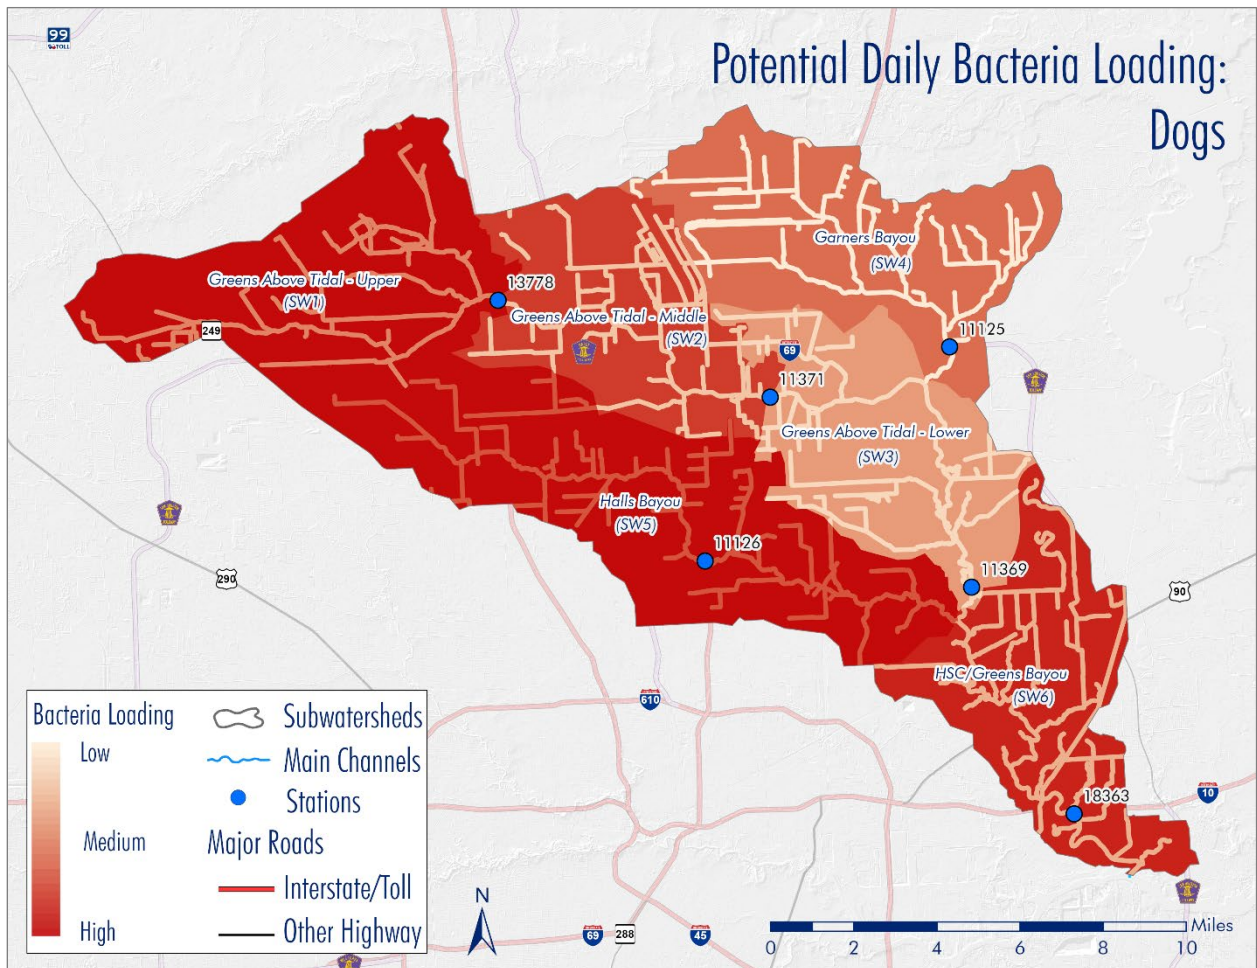 Potential Daily Bacteria Loading:
Dogs
99
TOLL
Garners Bayou
(SW4)
Greens Above Tidal - Upper
(SW1)
13778
Greens Above Tidal - Middle
(SW2)
249
11125
69
11371
Greens Above Tidal - Lower
(SW3)
Halls Bayou
(SW5)
11126
11369
290
90
HSC/Greens Bayou
(SW6)
610
18363
10
Bacteria Loading
Low
Medium
High
Subwatersheds
Main Channels
Stations
Major Roads
Interstate/Toll
Other Highway
N
69
288
45
Miles
0 2 4 6 8 10